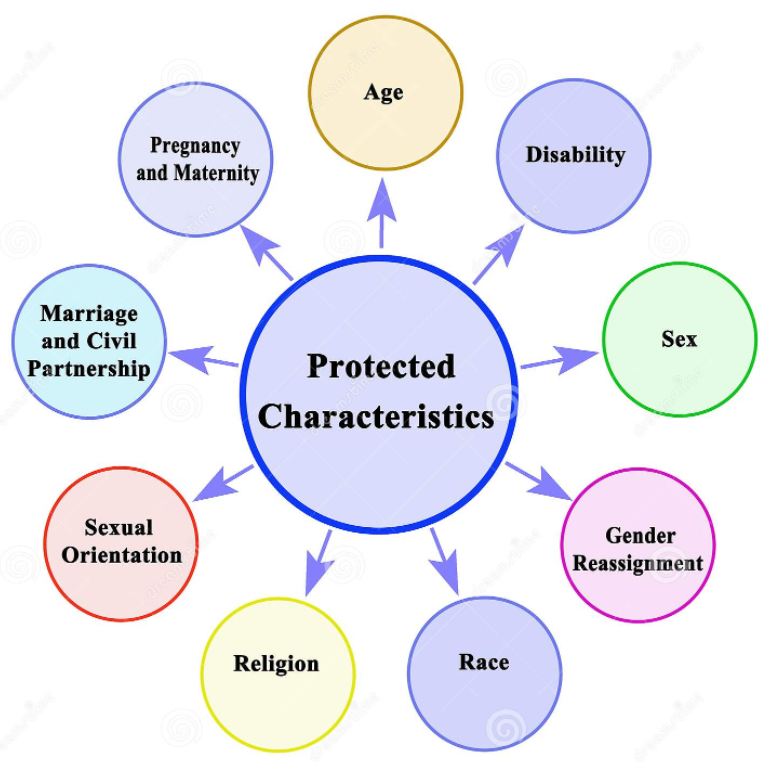 Age
Disability
Sex
Gender
Reassignment
Race
Religion
Sexual
Orientation
Marriage
and Civil
Partnership
Pregnancy
and Maternity
Protected
Characteristics